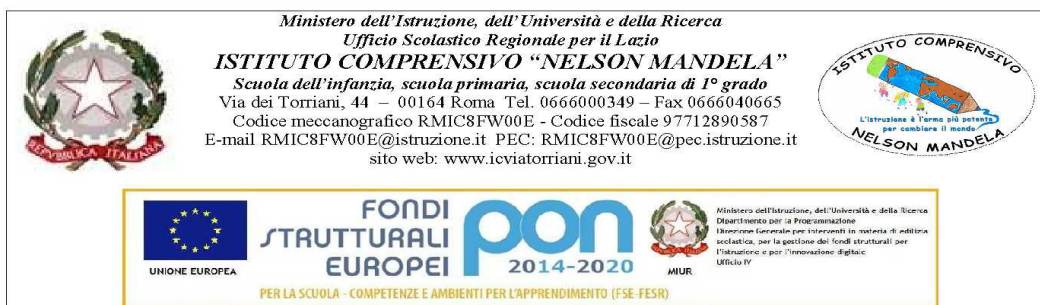 Ministero dell'Istruzione, dell'Università e della Ricerca
Ufficio Scolastico Regionale per il Lazio
ISTITUTO COMPRENSIVO "NELSON MANDELA"
Scuola dell'infanzia, scuola primaria, scuola secondaria di 1° grado
Via dei Torriani, 44 – 00164 Roma Tel. 0666000349 – Fax 0666040665
Codice meccanografico RMIC8FW00E - Codice fiscale 97712890587
E-mail RMIC8FW00E@istruzione.it PEC: RMIC8FW00E@pec.istruzione.it
sito web: www.icviatorriani.gov.it
REPVBBLICA ITALIANA
ISTITUTO COMPRENSIVO
L'istruzione è l'arma più potente
per cambiare il mondo
NELSON MANDELA
UNIONE EUROPEA
FONDI
STRUTTURALI
EUROPEI
pon
2014-2020
MIUR
Ministero dell'Istruzione, dell'Università e della Ricerca
Dipartimento per la Programmazione
Direzione Generale per interventi in materia di edilizia
scolastica, per la gestione dei fondi strutturali per
l'istruzione e per l'innovazione digitale
Ufficio IV
PER LA SCUOLA - COMPETENZE E AMBIENTI PER L'APPRENDIMENTO (FSE-FESR)